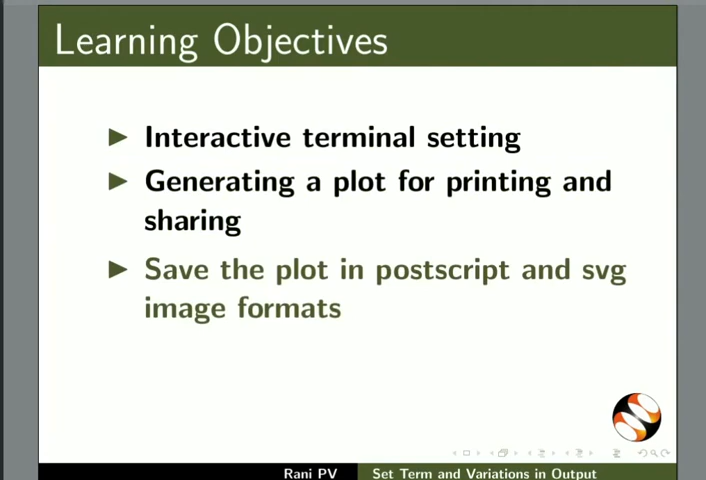 Learning Objectives
Interactive terminal setting
Generating a plot for printing and
sharing
Save the plot in postscript and svg
image formats
Rani PV Set Term and Variations in Output